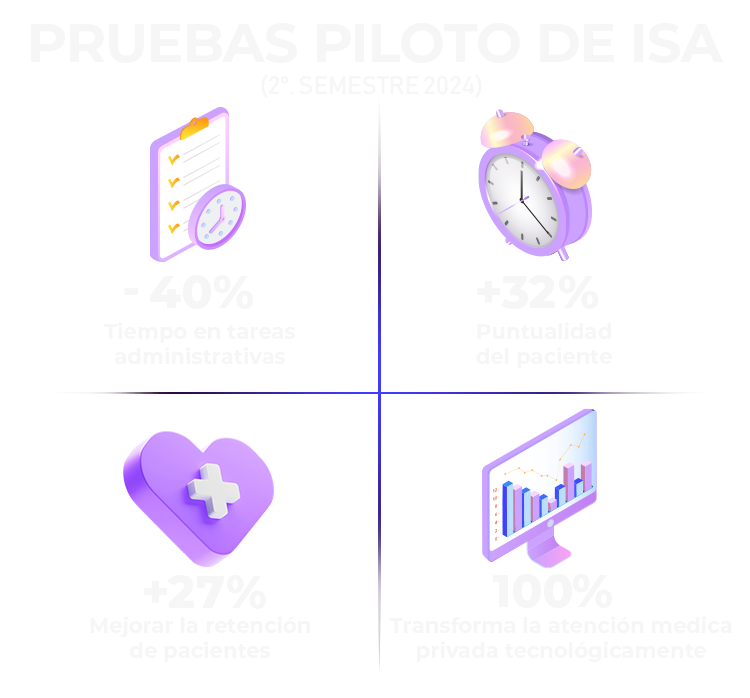 PRUEBAS PILOTO DE ISA
(2º. SEMESTRE 2024)
- 40%
Tiempo en tareas
administrativas
+32%
Puntualidad
del paciente
+27%
Mejorar la retención
de pacientes
100%
Transforma la atención medica
privada tecnológicamente